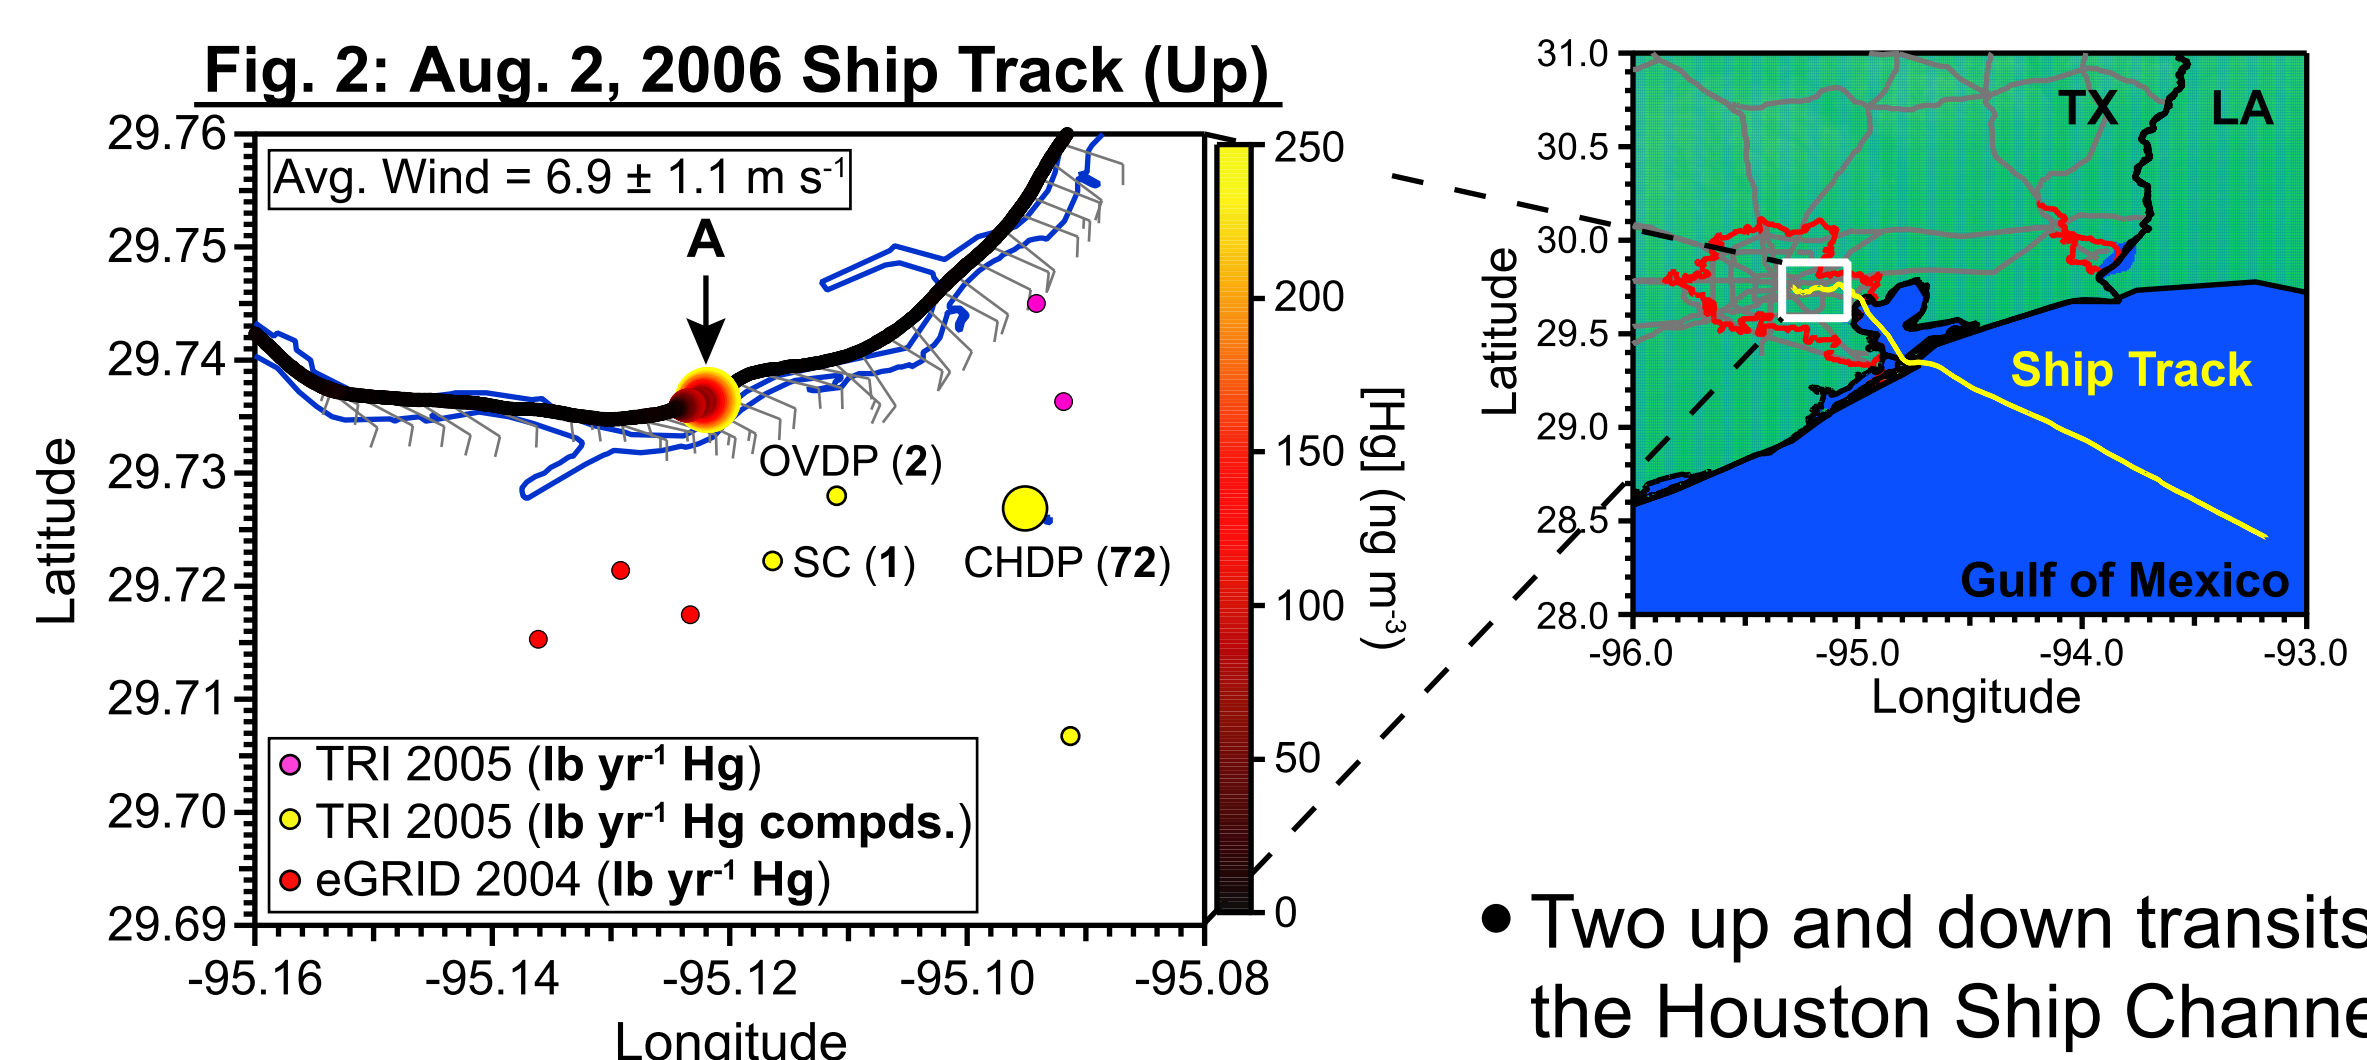 Fig. 2: Aug. 2, 2006 Ship Track (Up)
29.76
29.75
29.74
29.73
29.72
29.71
29.70
29.69
Latitude
Avg. Wind = 6.9 ± 1.1 m s⁻¹
A
OVDP (2)
SC (1)
CHDP (72)
TRI 2005 (lb yr⁻¹ Hg)
TRI 2005 (lb yr⁻¹ Hg compds.)
eGRID 2004 (lb yr⁻¹ Hg)
-95.16
-95.14
-95.12
-95.10
-95.08
Longitude
250
200
150
100
50
0
[Hg] (ng m⁻³)
31.0
30.5
30.0
29.5
29.0
28.5
28.0
Latitude
TX
LA
Ship Track
Gulf of Mexico
-96.0
-95.0
-94.0
-93.0
Longitude
• Two up and down transits
the Houston Ship Channe